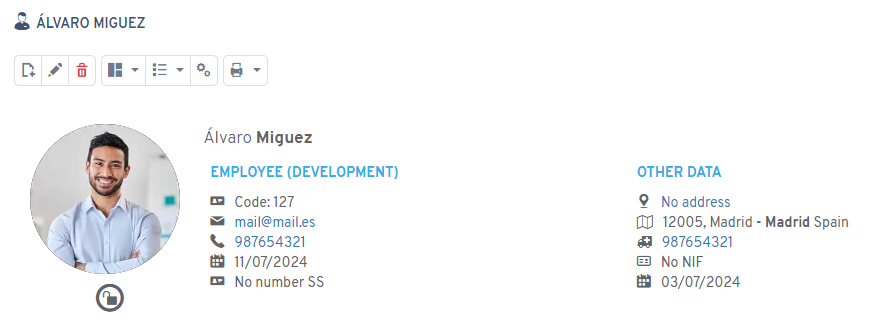 ÁLVARO MIGUEZ
Álvaro Miguez
EMPLOYEE (DEVELOPMENT)
Code: 127
mail@mail.es
987654321
11/07/2024
No number SS
OTHER DATA
No address
12005, Madrid - Madrid Spain
987654321
No NIF
03/07/2024